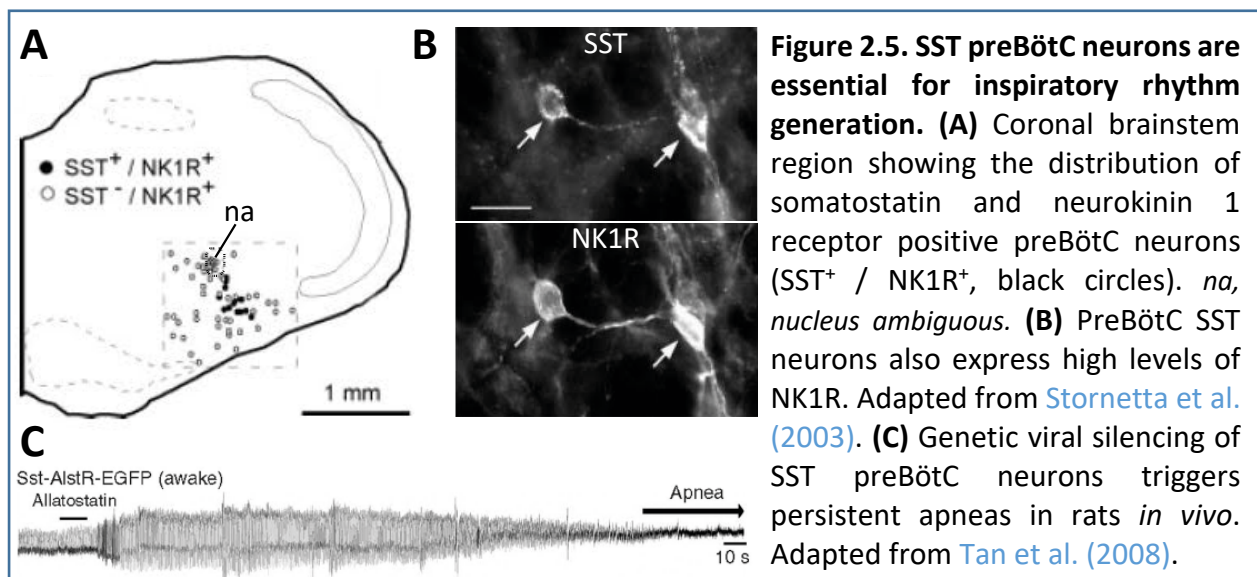 A
SST⁺ / NK1R⁺
SST⁻ / NK1R⁺
na
1 mm
B
SST
NK1R
C
Sst-AlstR-EGFP (awake)
Allatostatin
Apnea
10 s
Figure 2.5. SST preBötC neurons are
essential for inspiratory rhythm
generation. (A) Coronal brainstem
region showing the distribution of
somatostatin and neurokinin 1
receptor positive preBötC neurons
(SST⁺ / NK1R⁺, black circles). na,
nucleus ambiguous. (B) PreBötC SST
neurons also express high levels of
NK1R. Adapted from Stornetta et al.
(2003). (C) Genetic viral silencing of
SST preBötC neurons triggers
persistent apneas in rats in vivo.
Adapted from Tan et al. (2008).